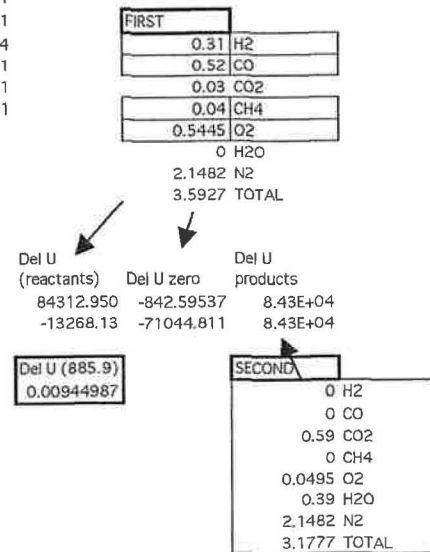 1
4
1
1
1
FIRST
0.31 H2
0.52 CO
0.03 CO2
0.04 CH4
0.5445 O2
0 H2O
2.1482 N2
3.5927 TOTAL
Del U (reactants) Del U zero Del U products
84312.950 -842.59537 8.43E+04
-13268.13 -71044.811 8.43E+04
Del U (885.9)
0.00944987
SECOND
0 H2
0 CO
0.59 CO2
0 CH4
0.0495 O2
0.39 H2O
2.1482 N2
3.1777 TOTAL